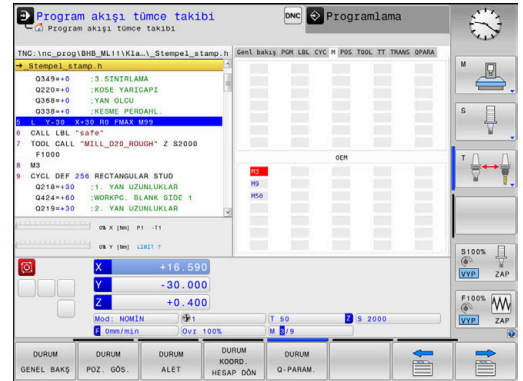 Program akışı tümce takibi
Program akışı tümce takibi
DNC
Programlama
TNC:\nc_prog\BHB_ML11\Kla…\_Stempel_stamp.h
Genl bakış PGM LBL CYC M POS TOOL TT TRANS QPARA
→_Stempel_stamp.h
Q349=+0 ;3.SINIRLAMA
Q220=+0 ;KOSE YARICAPI
Q368=+0 ;YAN OLCU
Q338=+0 ;KESME PERDAHL.
5 L Y-30 X+30 R0 FMAX M99
6 CALL LBL "safe"
7 TOOL CALL "MILL_D20_ROUGH" Z S2000
F1000
8 M3
9 CYCL DEF 256 RECTANGULAR STUD
Q218=+30 ;1. YAN UZUNLUKLAR
Q424=+60 ;WORKPC. BLANK SIDE 1
Q219=+30 ;2. YAN UZUNLUKLAR
OEM
M3
M9
M50
0% X [Nm] P1 -T1
0% Y [Nm] LIMIT 1
X +16.590
Y -30.000
Z +0.400
Mod: NOMİN
1
T 50
Z S 2000
F 0mm/min
Ovr 100%
M 3/9
M
S
T
S100%
VYP ZAP
F100%
VYP ZAP
DURUM
GENEL BAKŞ
DURUM
POZ. GÖS.
DURUM
ALET
DURUM
KOORD.
HESAP DÖN
DURUM
Q-PARAM.